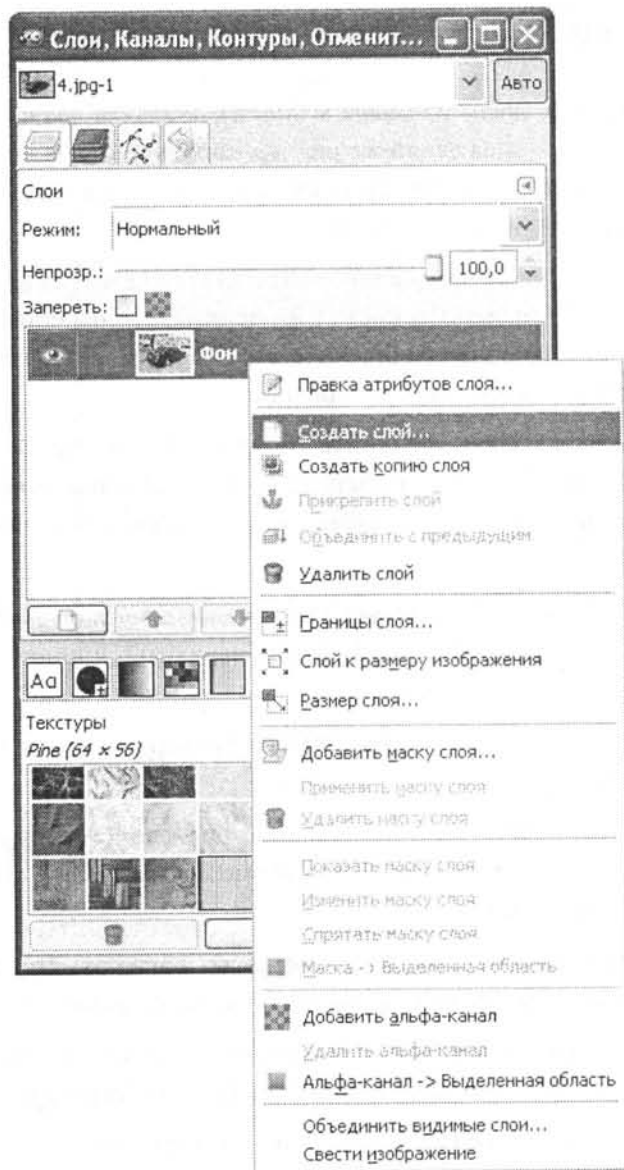 Слои, Каналы, Контуры, Отменит...
4.jpg-1
Авто
Слои
Режим: Нормальный
Непрозр.: 100,0
Запереть:
Фон
Правка атрибутов слоя...
Создать слой...
Создать копию слоя
Прикрепить слой
Объединить с предыдущим
Удалить слой
Границы слоя...
Слой к размеру изображения
Размер слоя...
Добавить маску слоя...
Применить маску слоя
Удалить маску слоя
Показать маску слоя
Изменить маску слоя
Спрятать маску слоя
Маска -> Выделенная область
Добавить альфа-канал
Удалить альфа-канал
Альфа-канал -> Выделенная область
Объединить видимые слои...
Свести изображение
Aa
Текстуры
Pine (64 × 56)